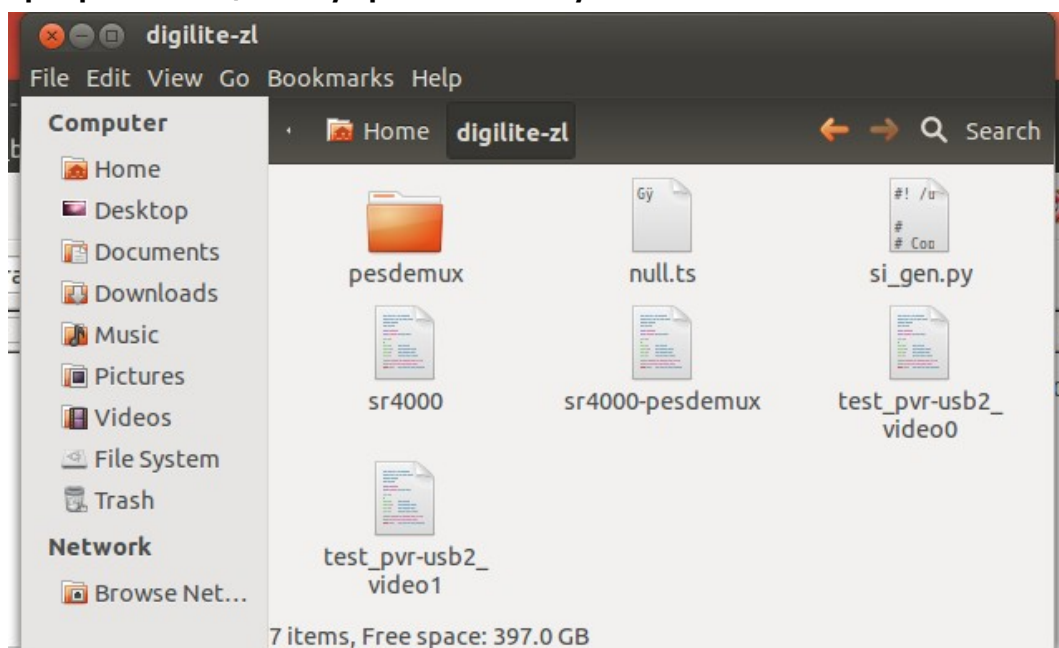 digilite-zl
File Edit View Go Bookmarks Help
Computer
Home
Desktop
Documents
Downloads
Music
Pictures
Videos
File System
Trash
Network
Browse Net...
Home digilite-zl Search
pesdemux
Gÿ
null.ts
#! /u
#
# Cop
si_gen.py
sr4000
sr4000-pesdemux
test_pvr-usb2_
video0
test_pvr-usb2_
video1
7 items, Free space: 397.0 GB